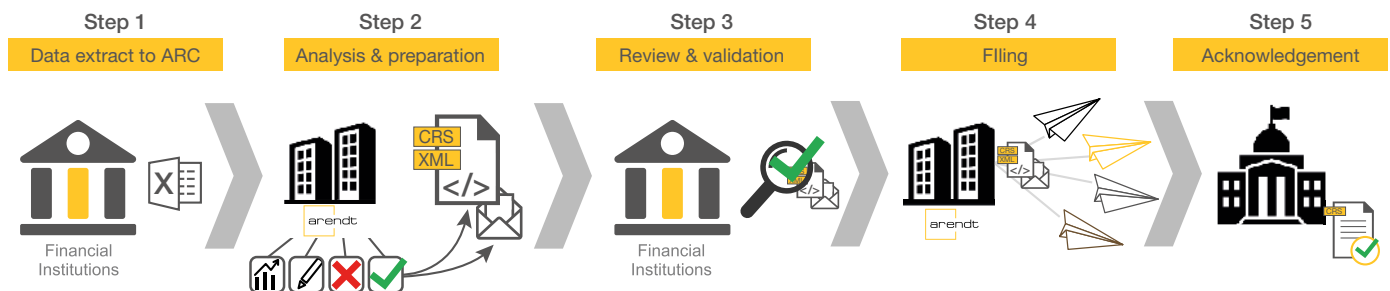 Step 1
Data extract to ARC
Financial
Institutions
X
Step 2
Analysis & preparation
CRS
XML
</>
arendt
Step 3
Review & validation
</>
Financial
Institutions
Step 4
FIling
CRS
XML
</>
arendt
Step 5
Acknowledgement
CRS